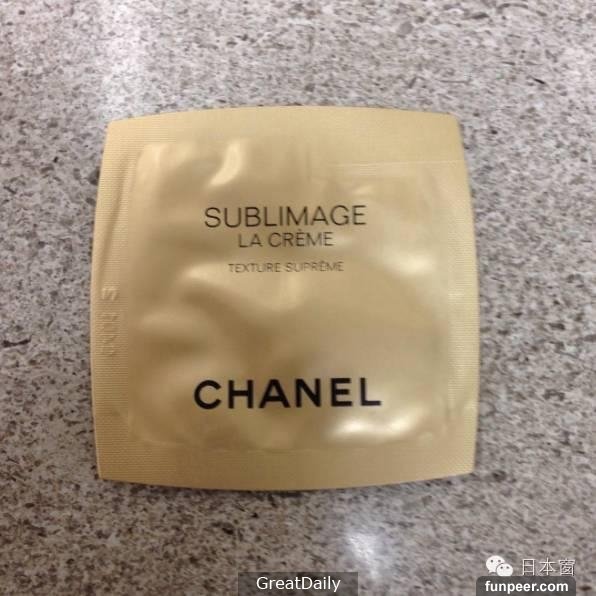 SUBLIMAGE
LA CRÈME
TEXTURE SUPRÊME
CHANEL
日本窗
GreatDaily
funpeer.com